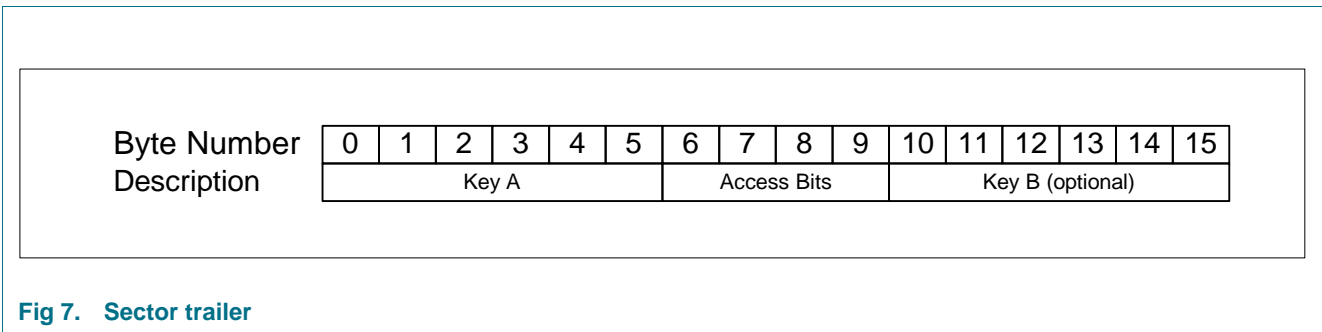 Byte Number 0 1 2 3 4 5 6 7 8 9 10 11 12 13 14 15
Description Key A Access Bits Key B (optional)
Fig 7. Sector trailer